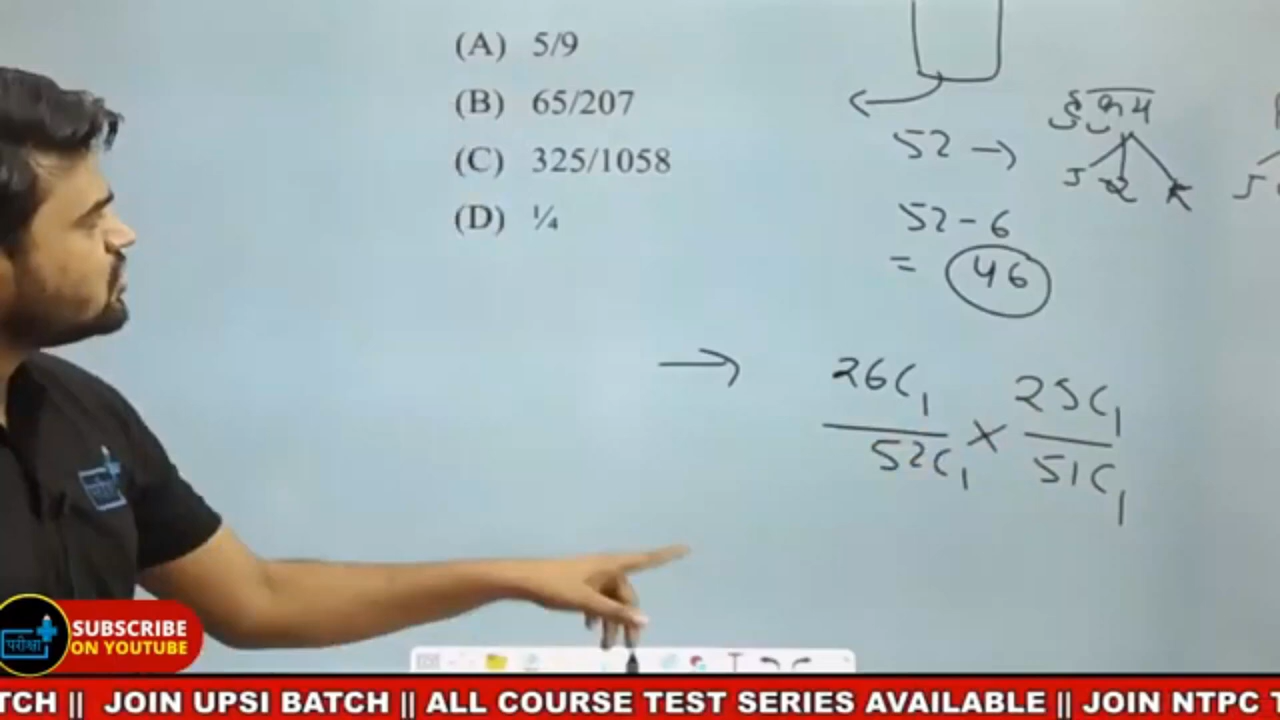 (A) 5/9
(B) 65/207
(C) 325/1058
(D) ¼
52 →
J Q K
52 - 6
= 46
→ 26C₁/52C₁ × 25C₁/51C₁
परीक्षा
SUBSCRIBE
ON YOUTUBE
TCH || JOIN UPSI BATCH || ALL COURSE TEST SERIES AVAILABLE || JOIN NTPC T